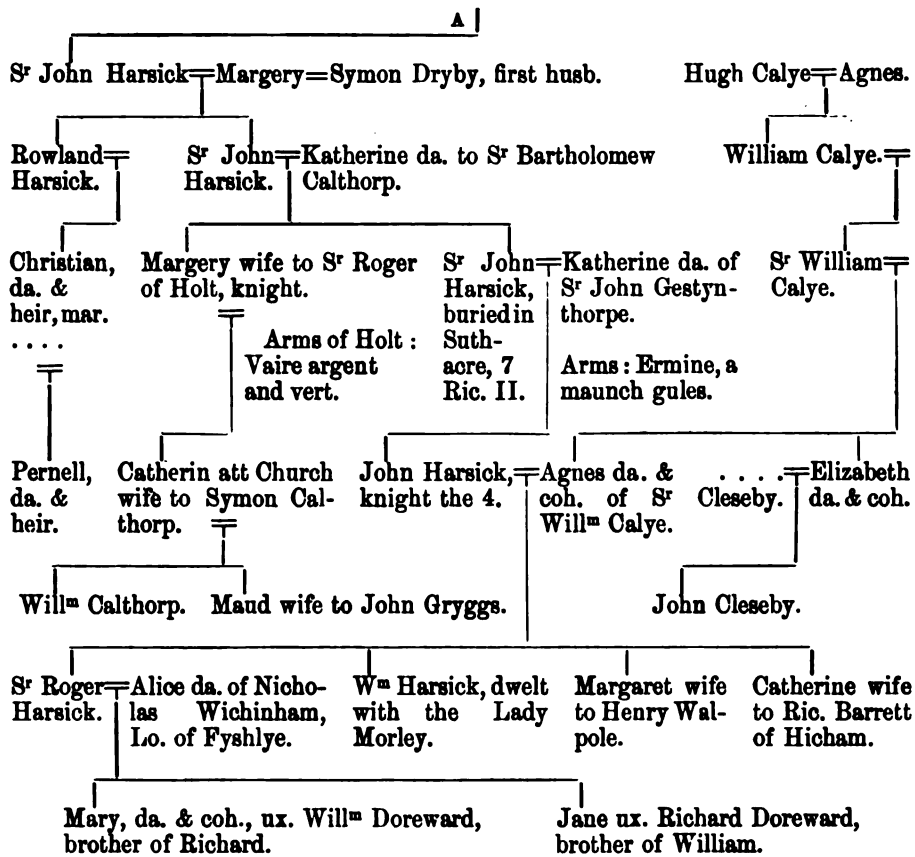 A
Sʳ John Harsick=Margery=Symon Dryby, first husb.
Hugh Calye=Agnes.
Rowland=
Harsick.
Sʳ John=Katherine da. to Sʳ Bartholomew
Harsick. Calthorp.
William Calye.=
Christian,
da. &
heir, mar.
. . . .
=
Margery wife to Sʳ Roger
of Holt, knight.
=
Arms of Holt :
Vaire argent
and vert.
Sʳ John=
Harsick,
buried in
Suth-
acre, 7
Ric. II.
Katherine da. of
Sʳ John Gestyn-
thorpe.
Arms : Ermine, a
maunch gules.
Sʳ William=
Calye.
Pernell,
da. &
heir.
Catherin att Church
wife to Symon Cal-
thorp. =
John Harsick,=
knight the 4.
Agnes da. &
coh. of Sʳ
Willᵐ Calye.
. . . .=Elizabeth
Cleseby. da. & coh.
Willᵐ Calthorp.
Maud wife to John Gryggs.
John Cleseby.
Sʳ Roger=
Harsick.
Alice da. of Nicho-
las Wichinham,
Lo. of Fyshlye.
Wᵐ Harsick, dwelt
with the Lady
Morley.
Margaret wife
to Henry Wal-
pole.
Catherine wife
to Ric. Barrett
of Hicham.
Mary, da. & coh., ux. Willᵐ Doreward,
brother of Richard.
Jane ux. Richard Doreward,
brother of William.